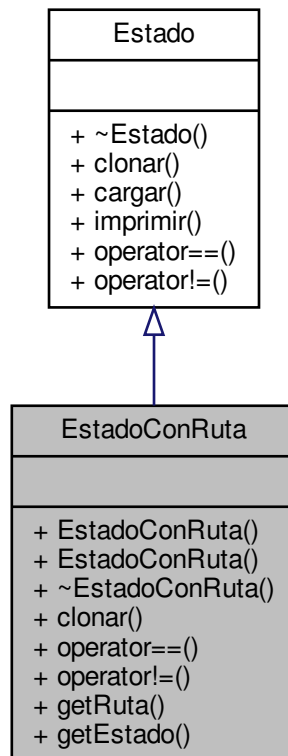 Estado
+ ~Estado()
+ clonar()
+ cargar()
+ imprimir()
+ operator==()
+ operator!=()
EstadoConRuta
+ EstadoConRuta()
+ EstadoConRuta()
+ ~EstadoConRuta()
+ clonar()
+ operator==()
+ operator!=()
+ getRuta()
+ getEstado()